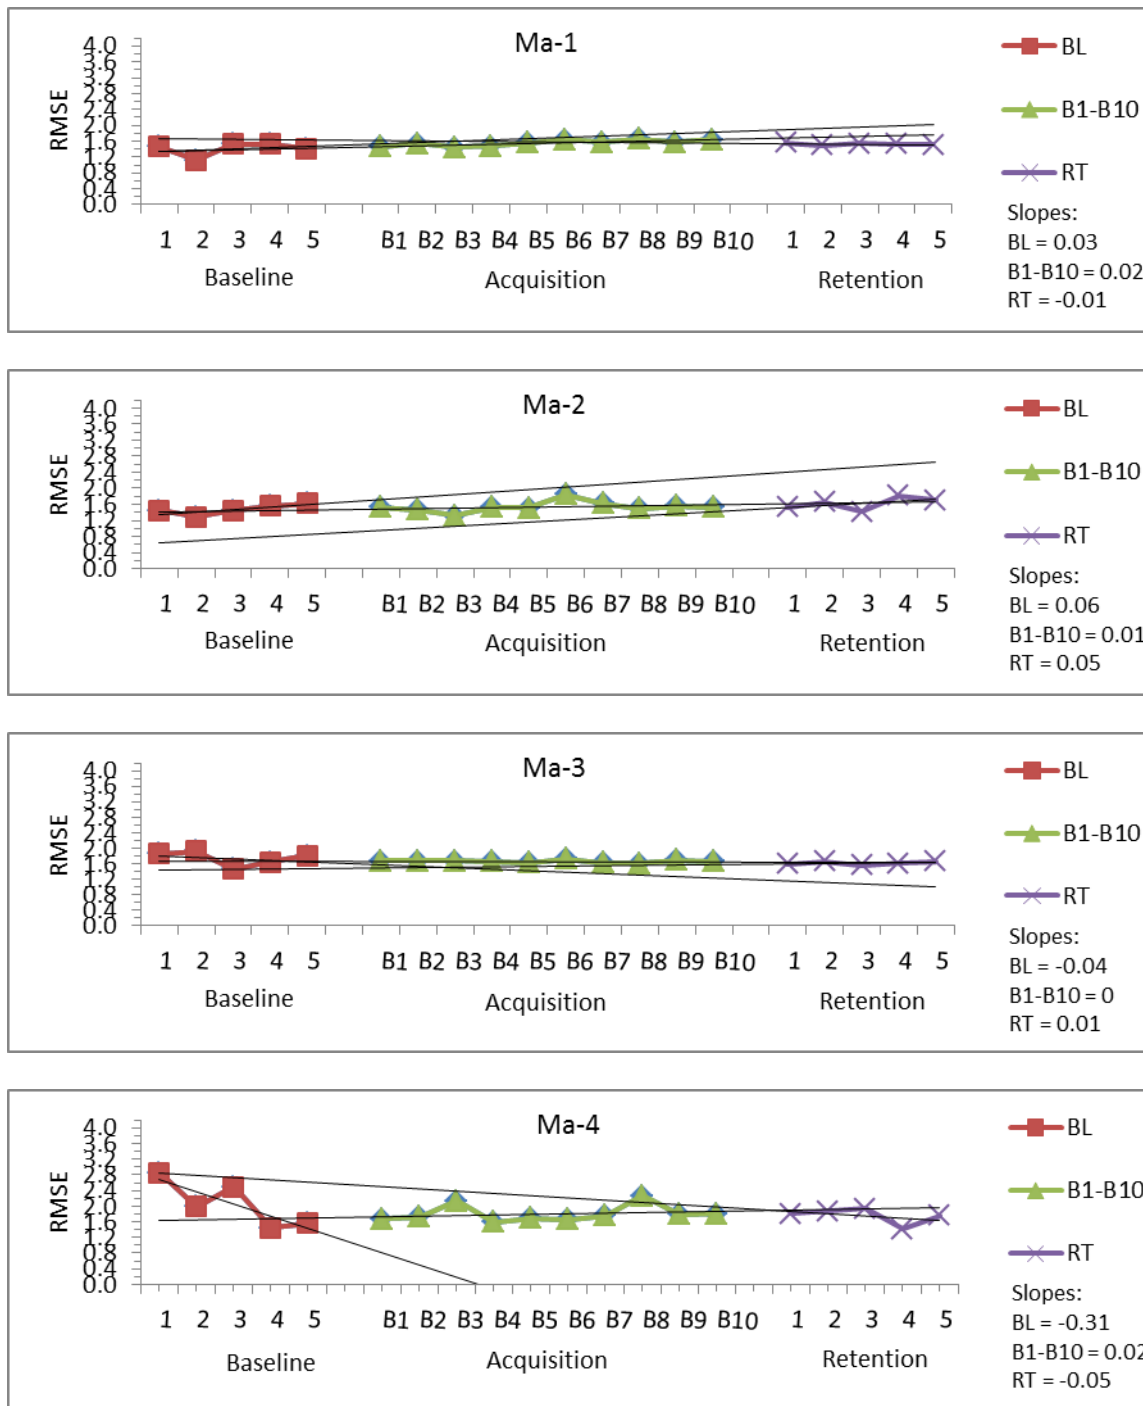 Ma-1
RMSE
4.0
3.6
3.2
2.8
2.4
2.0
1.6
1.2
0.8
0.4
0.0
1 2 3 4 5 B1 B2 B3 B4 B5 B6 B7 B8 B9 B10 1 2 3 4 5
Baseline Acquisition Retention
BL
B1-B10
RT
Slopes:
BL = 0.03
B1-B10 = 0.02
RT = -0.01
Ma-2
4.0
3.6
3.2
2.8
2.4
2.0
1.6
1.2
0.8
0.4
0.0
RMSE
1 2 3 4 5 B1 B2 B3 B4 B5 B6 B7 B8 B9 B10 1 2 3 4 5
Baseline Acquisition Retention
BL
B1-B10
RT
Slopes:
BL = 0.06
B1-B10 = 0.01
RT = 0.05
Ma-3
4.0
3.6
3.2
2.8
2.4
2.0
1.6
1.2
0.8
0.4
0.0
RMSE
1 2 3 4 5 B1 B2 B3 B4 B5 B6 B7 B8 B9 B10 1 2 3 4 5
Baseline Acquisition Retention
BL
B1-B10
RT
Slopes:
BL = -0.04
B1-B10 = 0
RT = 0.01
Ma-4
4.0
3.6
3.2
2.8
2.4
2.0
1.6
1.2
0.8
0.4
0.0
RMSE
1 2 3 4 5 B1 B2 B3 B4 B5 B6 B7 B8 B9 B10 1 2 3 4 5
Baseline Acquisition Retention
BL
B1-B10
RT
Slopes:
BL = -0.31
B1-B10 = 0.02
RT = -0.05